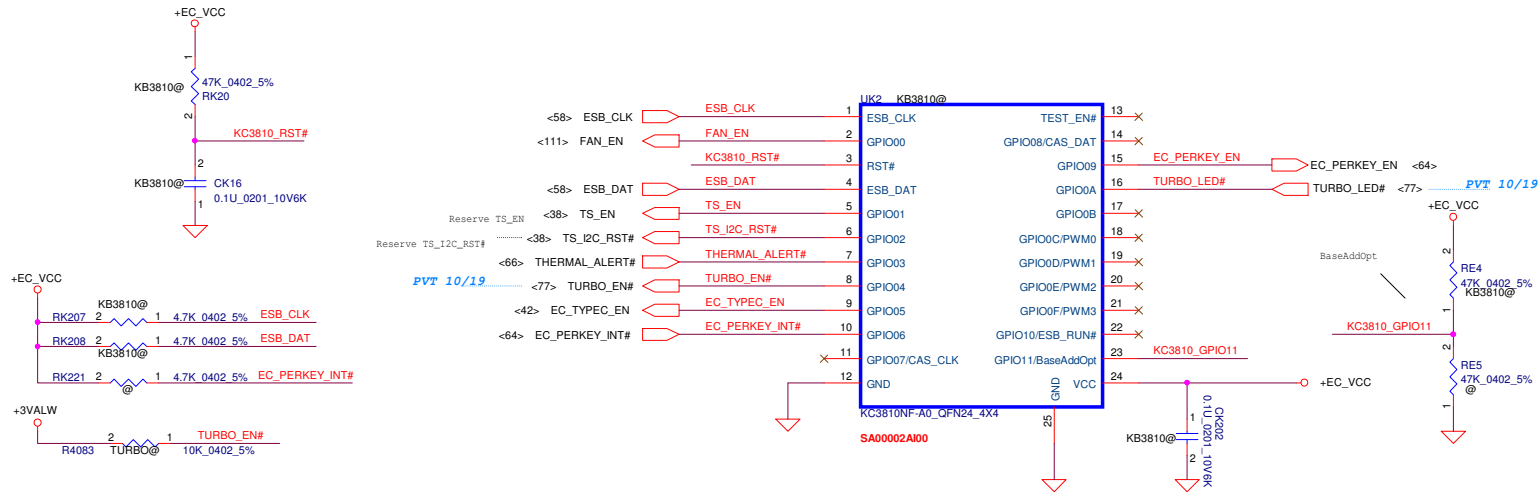 +EC_VCC
1
KB3810@
47K_0402_5%
RK20
2
KC3810_RST#
2
KB3810@
CK16
0.1U_0201_10V6K
1
+EC_VCC
KB3810@
RK207 2 1 4.7K_0402_5% ESB_CLK
RK208 2 1 4.7K_0402_5% ESB_DAT
KB3810@
RK221 2 1 4.7K_0402_5% EC_PERKEY_INT#
@
+3VALW
2 1 TURBO_EN#
R4083 TURBO@ 10K_0402_5%
UK2 KB3810@
<58> ESB_CLK ESB_CLK 1 ESB_CLK
<111> FAN_EN FAN_EN 2 GPIO00
KC3810_RST# 3 RST#
<58> ESB_DAT ESB_DAT 4 ESB_DAT
Reserve TS_EN <38> TS_EN TS_EN 5 GPIO01
Reserve TS_I2C_RST# <38> TS_I2C_RST# TS_I2C_RST# 6 GPIO02
<66> THERMAL_ALERT# THERMAL_ALERT# 7 GPIO03
PVT 10/19 <77> TURBO_EN# TURBO_EN# 8 GPIO04
<42> EC_TYPEC_EN EC_TYPEC_EN 9 GPIO05
<64> EC_PERKEY_INT# EC_PERKEY_INT# 10 GPIO06
11 GPIO07/CAS_CLK
12 GND
TEST_EN# 13
GPIO08/CAS_DAT 14
GPIO09 15 EC_PERKEY_EN EC_PERKEY_EN <64>
GPIO0A 16 TURBO_LED# TURBO_LED# <77> PVT 10/19
GPIO0B 17
GPIO0C/PWM0 18
GPIO0D/PWM1 19
GPIO0E/PWM2 20
GPIO0F/PWM3 21
GPIO10/ESB_RUN# 22
GPIO11/BaseAddOpt 23 KC3810_GPIO11
VCC 24 +EC_VCC
GND
25
KC3810NF-A0_QFN24_4X4
SA00002AI00
1
KB3810@
2
CK202
0.1U_0201_10V6K
+EC_VCC
BaseAddOpt
2
RE4
47K_0402_5%
KB3810@
1
KC3810_GPIO11
2
RE5
47K_0402_5%
@
1